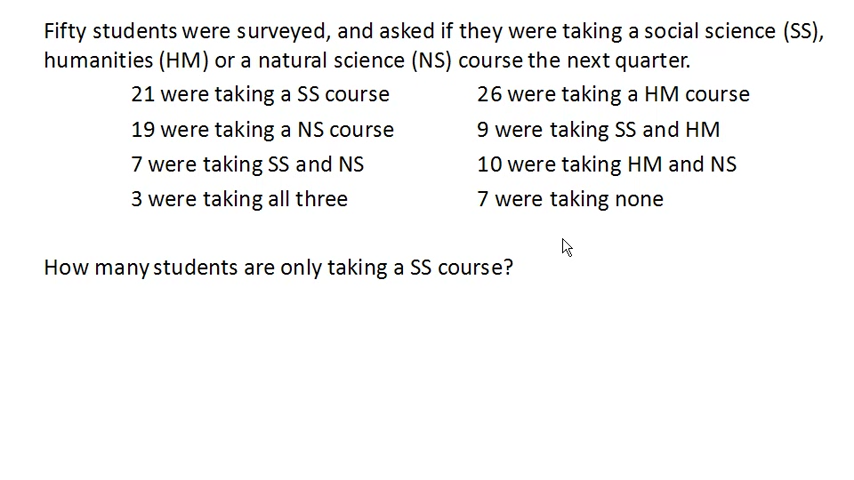 Fifty students were surveyed, and asked if they were taking a social science (SS),
humanities (HM) or a natural science (NS) course the next quarter.
21 were taking a SS course 26 were taking a HM course
19 were taking a NS course 9 were taking SS and HM
7 were taking SS and NS 10 were taking HM and NS
3 were taking all three 7 were taking none
How many students are only taking a SS course?